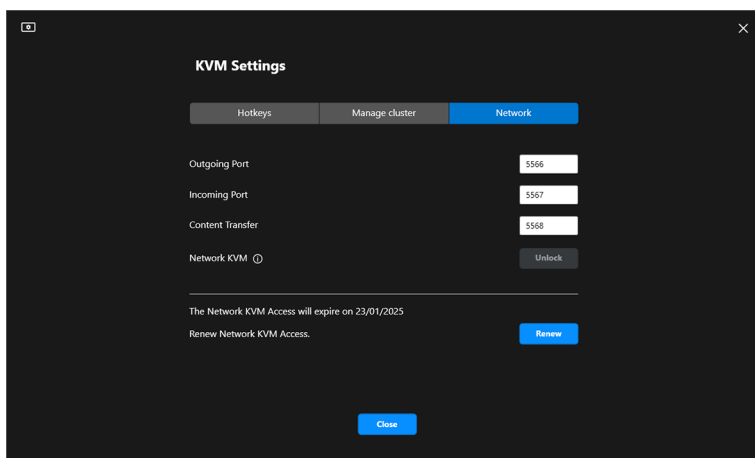 KVM Settings
Hotkeys Manage cluster Network
Outgoing Port 5566
Incoming Port 5567
Content Transfer 5568
Network KVM Unlock
The Network KVM Access will expire on 23/01/2025
Renew Network KVM Access. Renew
Close